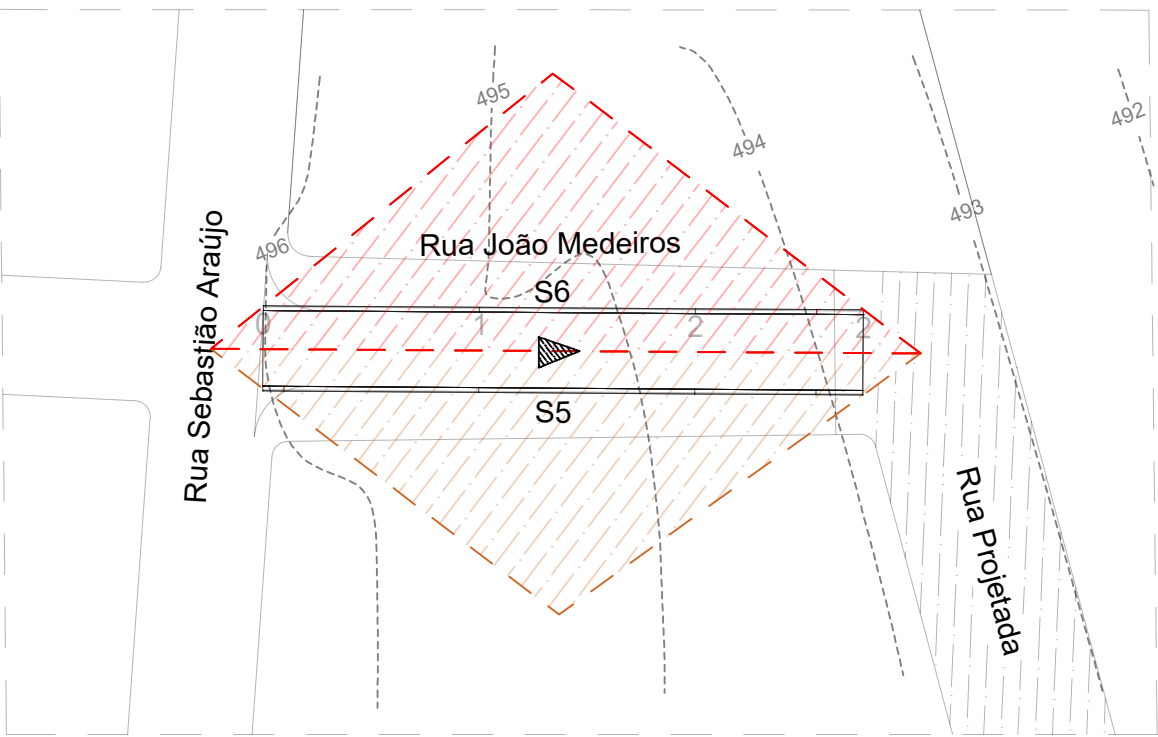 495
492
494
493
496
Rua João Medeiros
Rua Sebastião Araújo
S6
0
1
2
2
S5
Rua Projetada